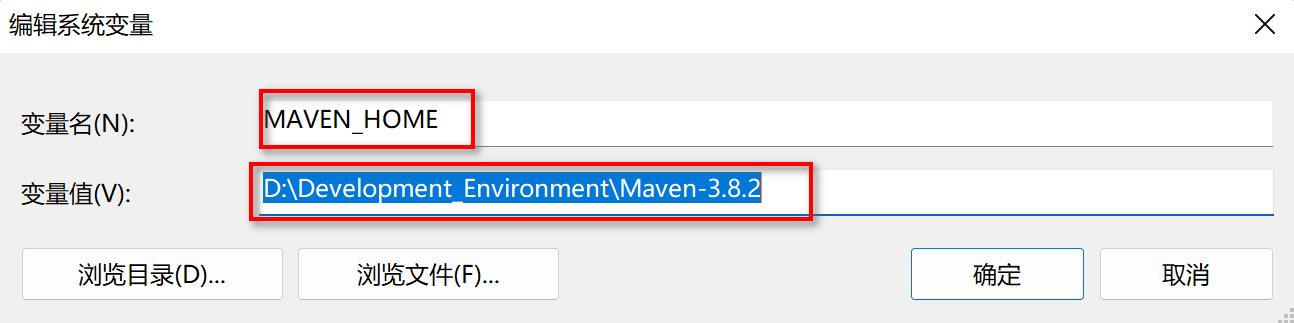 编辑系统变量
变量名(N): MAVEN_HOME
变量值(V): D:\Development_Environment\Maven-3.8.2
浏览目录(D)... 浏览文件(F)... 确定 取消